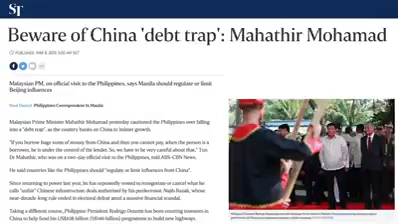 ST
Beware of China 'debt trap': Mahathir Mohamad
PUBLISHED MAR 8, 2019, 5:00 AM SGT
Malaysian PM, on official visit to the Philippines, says Manila should regulate or limit
Beijing influences
Raul Dancel Philippines Correspondent In Manila
Malaysian Prime Minister Mahathir Mohamad yesterday cautioned the Philippines over falling
into a "debt trap", as the country banks on China to bolster growth.
"If you borrow huge sums of money from China and then you cannot pay, when the person is a
borrower, he is under the control of the lender. So, we have to be very careful about that," Tun
Dr Mahathir, who was on a two-day official visit to the Philippines, told ABS-CBN News.
He said countries like the Philippines should "regulate or limit influences from China".
Since returning to power last year, he has repeatedly vowed to renegotiate or cancel what he
calls "unfair" Chinese infrastructure deals authorised by his predecessor, Najib Razak, whose
near-decade long rule ended in electoral defeat amid a massive financial scandal.
Taking a different course, Philippine President Rodrigo Duterte has been courting investors in
China to help fund his US$180 billion programme to build new highways,